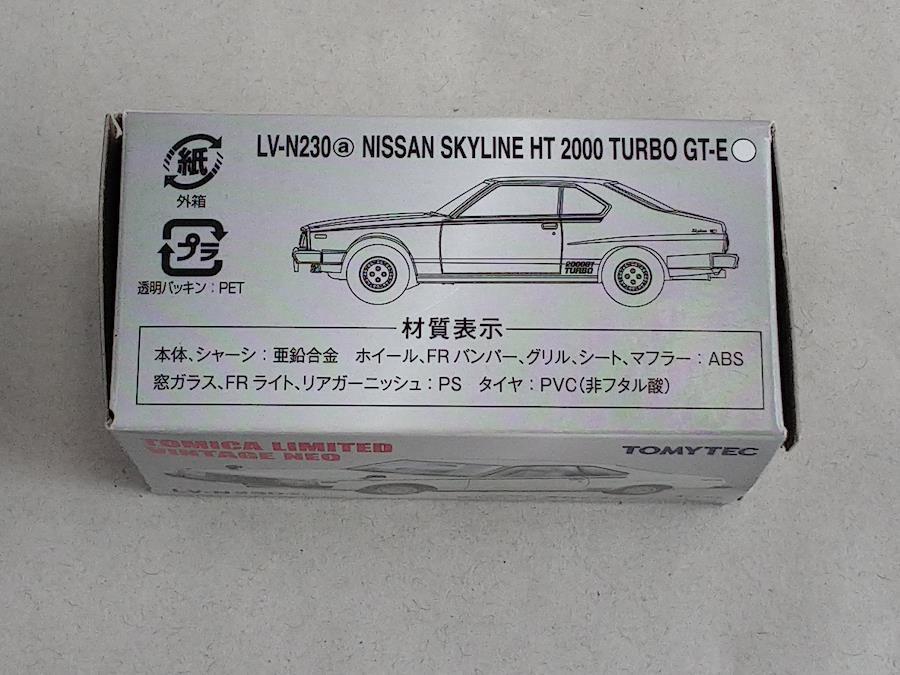 LV-N230ⓐ NISSAN SKYLINE HT 2000 TURBO GT-E
紙
外箱
プラ
透明パッキン：PET
Skyline GT
2000GT
TURBO
材質表示
本体、シャーシ：亜鉛合金 ホイール、FRバンパー、グリル、シート、マフラー：ABS
窓ガラス、FRライト、リアガーニッシュ：PS タイヤ：PVC（非フタル酸）
TOMICA LIMITED
VINTAGE NEO
TOMYTEC
LV-N230